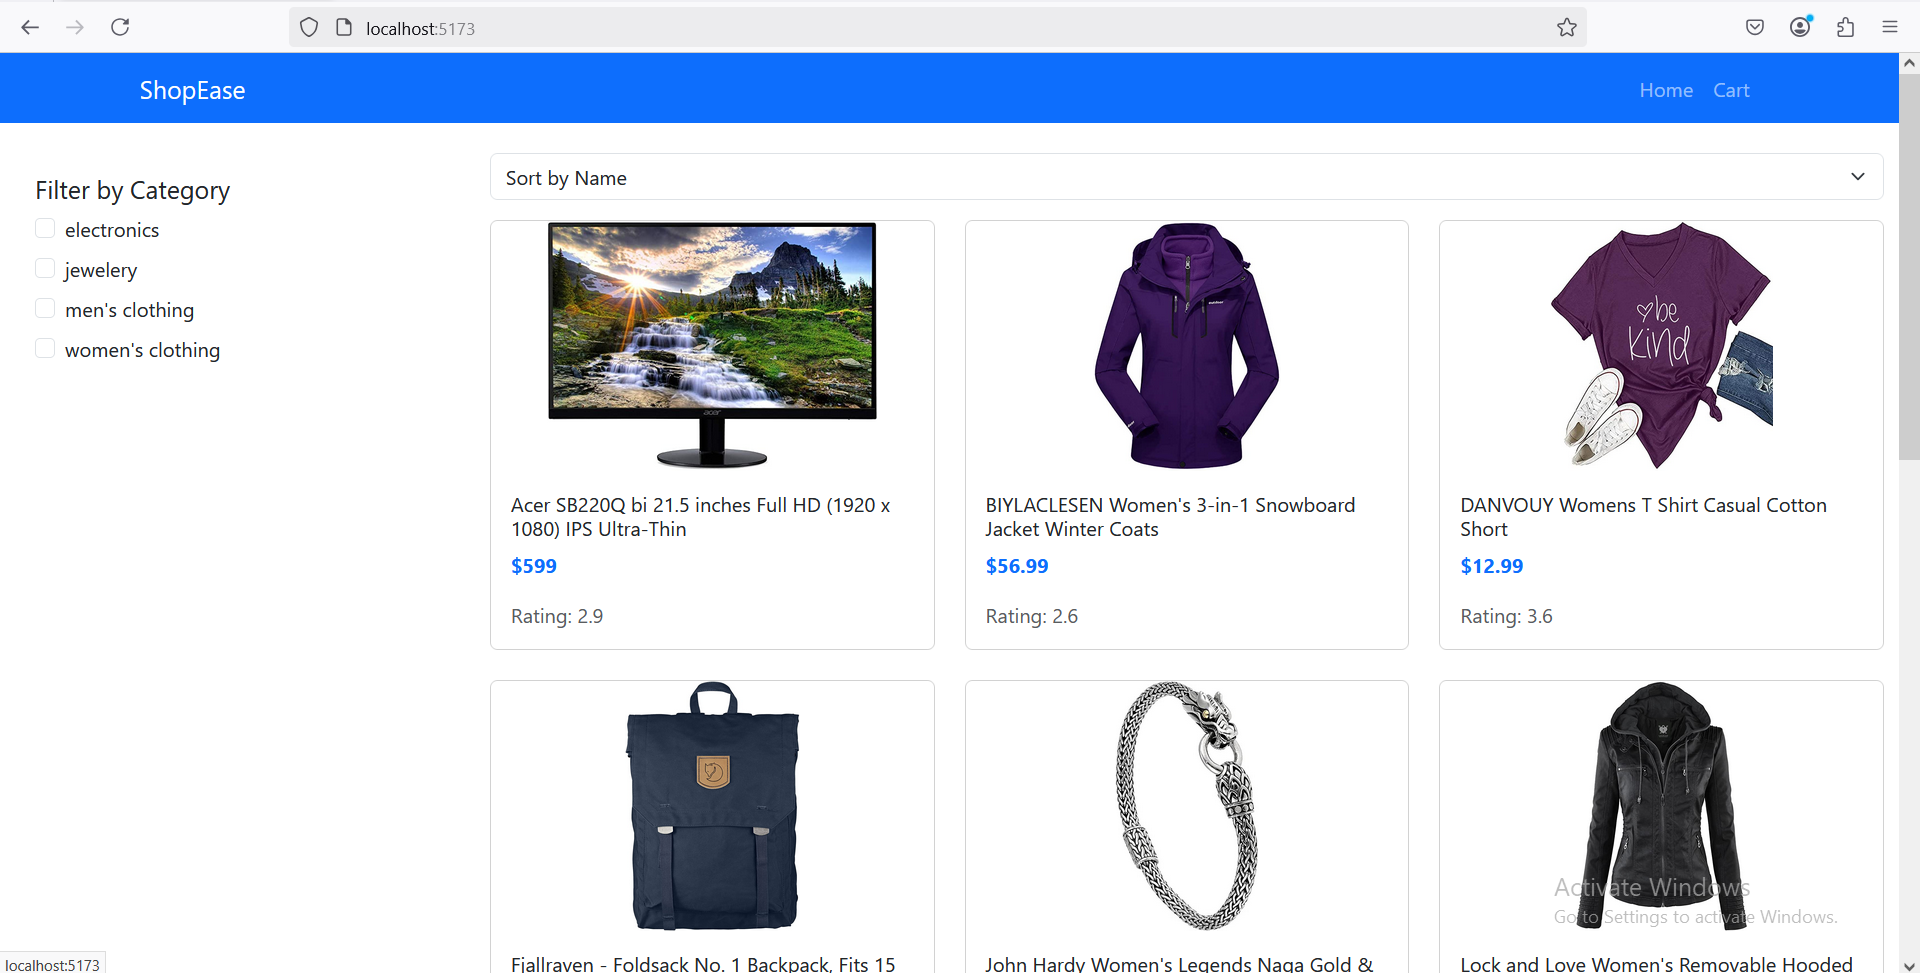 localhost:5173
ShopEase
Home Cart
Filter by Category
electronics
jewelery
men's clothing
women's clothing
Sort by Name
acer
outdoor
be
kind
Acer SB220Q bi 21.5 inches Full HD (1920 x
1080) IPS Ultra-Thin
$599
Rating: 2.9
BIYLACLESEN Women's 3-in-1 Snowboard
Jacket Winter Coats
$56.99
Rating: 2.6
DANVOUY Womens T Shirt Casual Cotton
Short
$12.99
Rating: 3.6
Fjallraven - Foldsack No. 1 Backpack, Fits 15
John Hardy Women's Legends Naga Gold &
Lock and Love Women's Removable Hooded
Activate Windows
Go to Settings to activate Windows.
localhost:5173